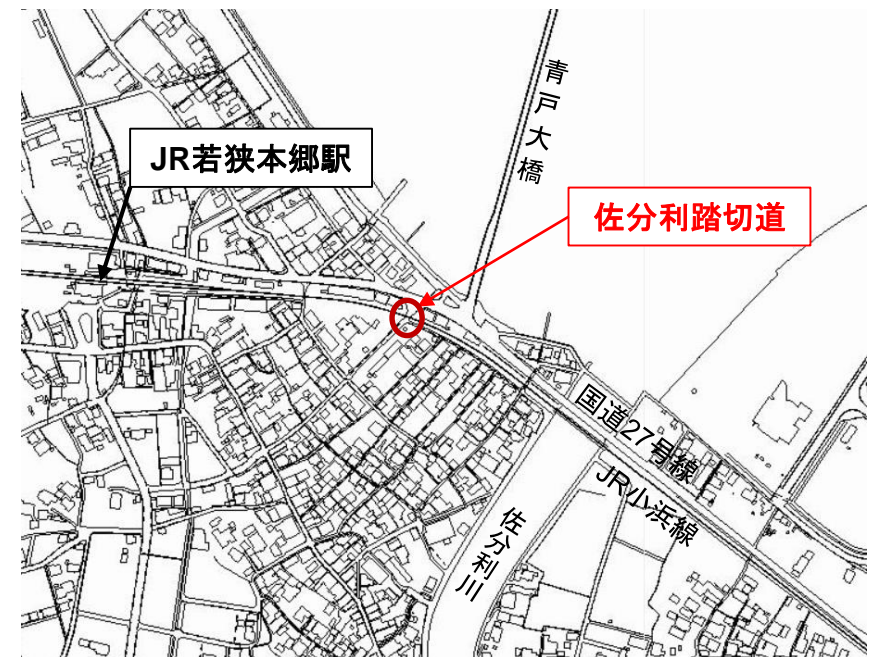 青戸大橋
JR若狭本郷駅
佐分利踏切道
国道27号線
JR小浜線
佐分利川